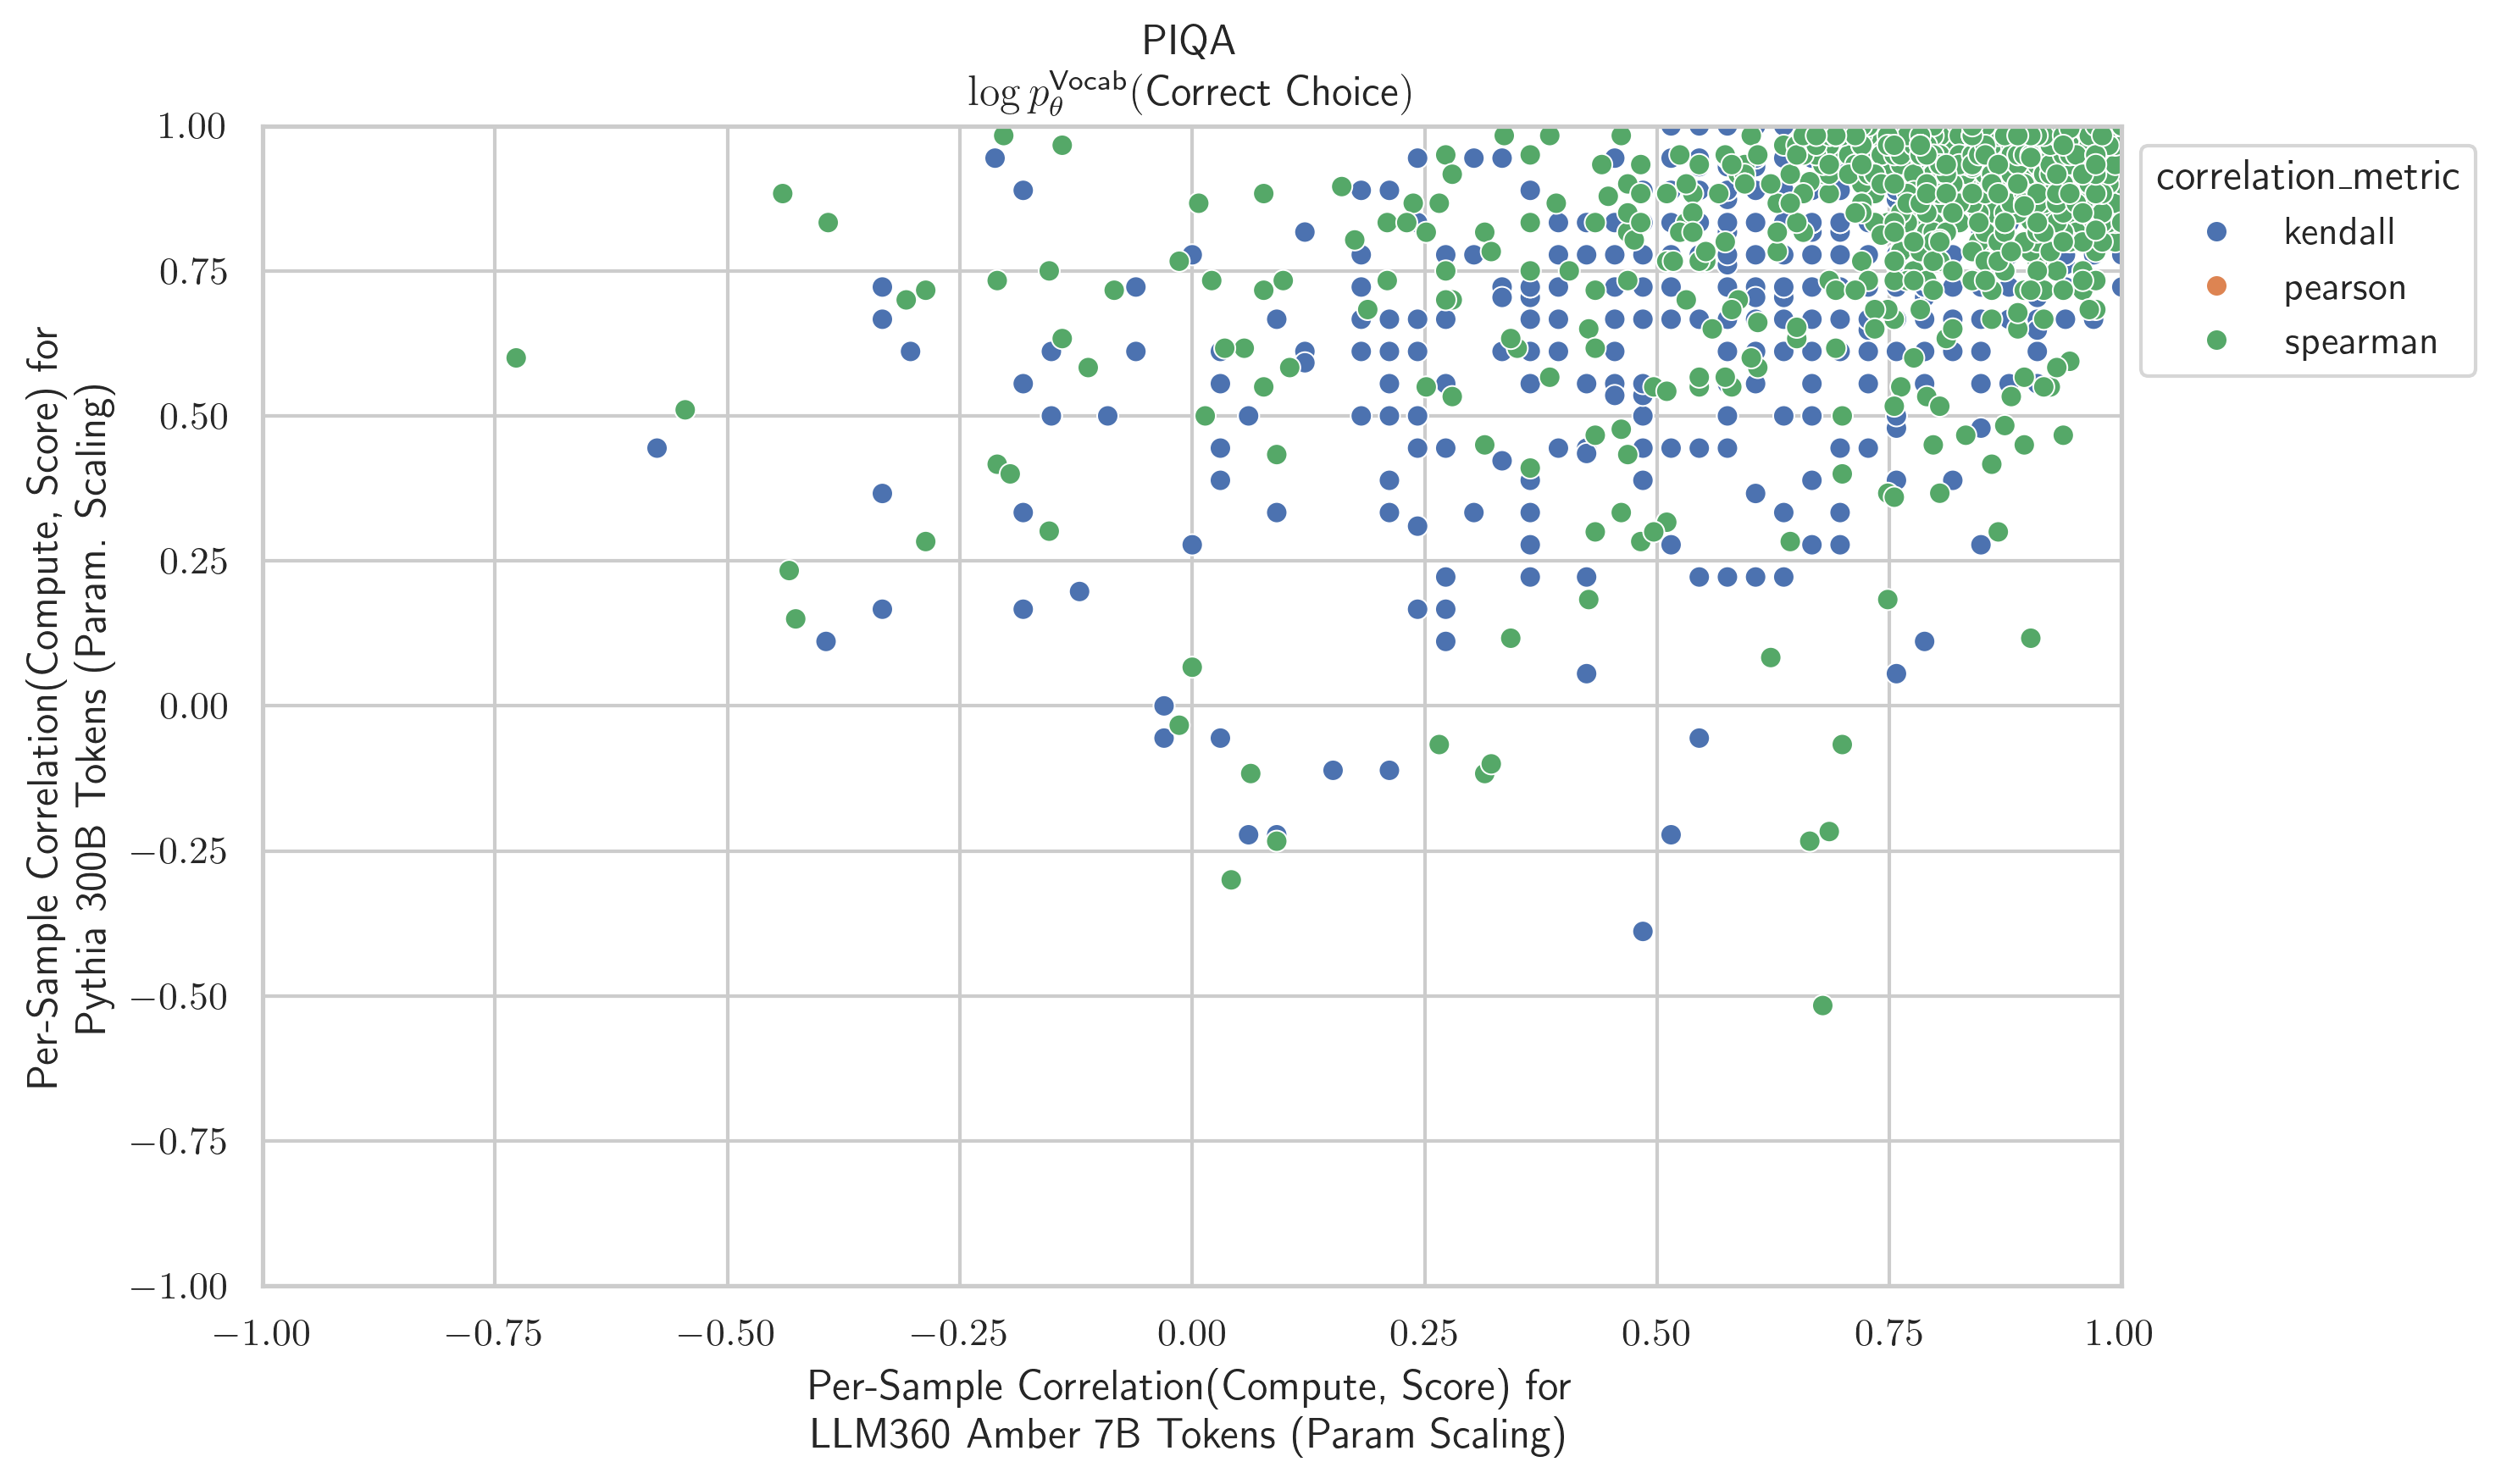 PIQA
log p_θ^Vocab(Correct Choice)
1.00
0.75
0.50
0.25
0.00
−0.25
−0.50
−0.75
−1.00
Per-Sample Correlation(Compute, Score) for
Pythia 300B Tokens (Param. Scaling)
−1.00 −0.75 −0.50 −0.25 0.00 0.25 0.50 0.75 1.00
Per-Sample Correlation(Compute, Score) for
LLM360 Amber 7B Tokens (Param Scaling)
correlation_metric
kendall
pearson
spearman